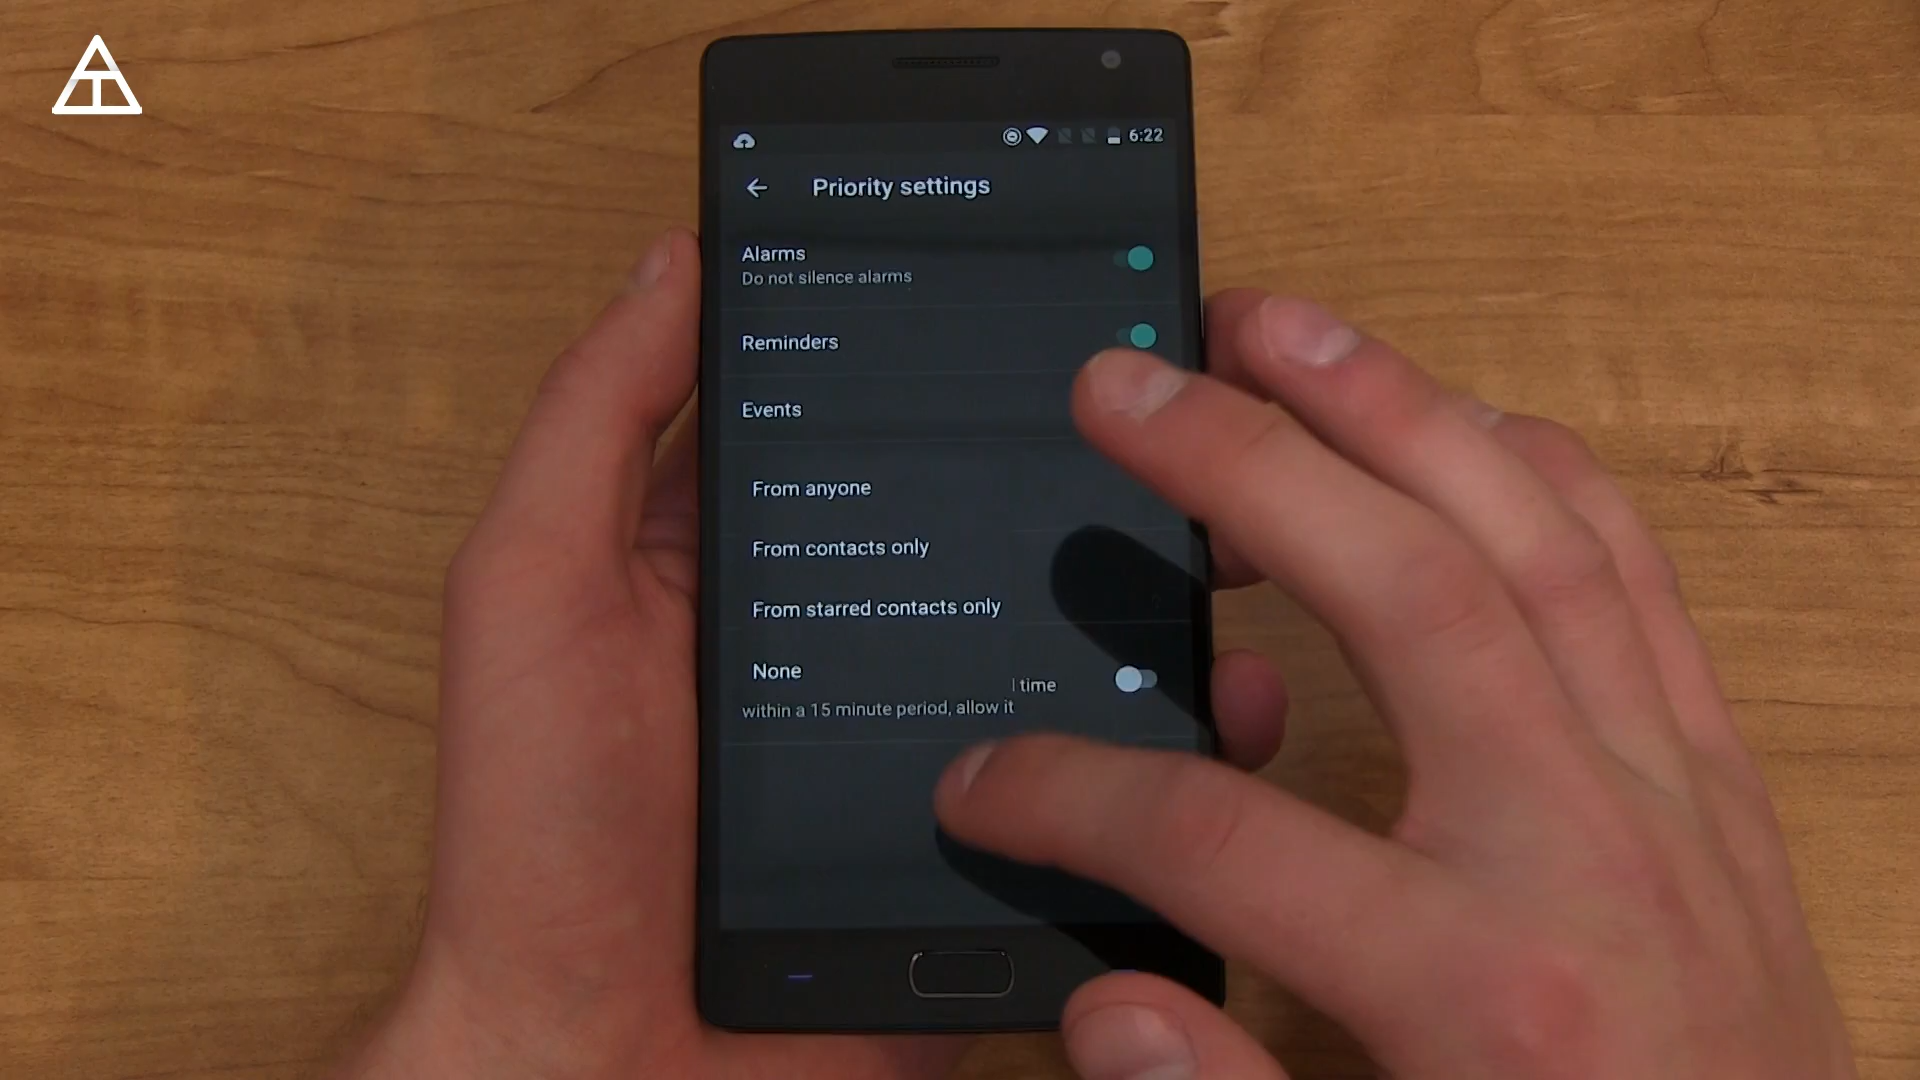 6:22
Priority settings
Alarms
Do not silence alarms
Reminders
Events
From anyone
From contacts only
From starred contacts only
None
time
within a 15 minute period, allow it